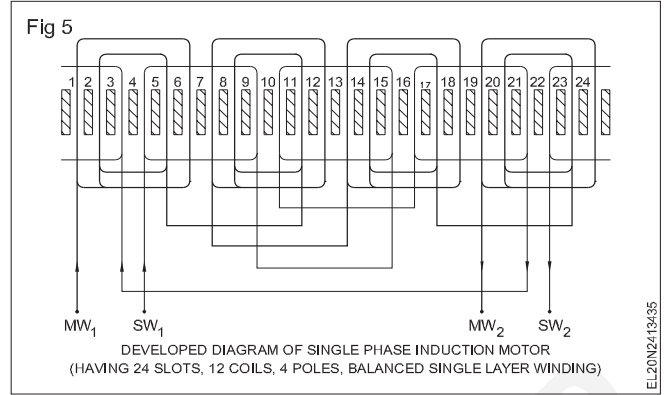 Fig 5
1 2 3 4 5 6 7 8 9 10 11 12 13 14 15 16 17 18 19 20 21 22 23 24
MW1 SW1 MW2 SW2
DEVELOPED DIAGRAM OF SINGLE PHASE INDUCTION MOTOR
(HAVING 24 SLOTS, 12 COILS, 4 POLES, BALANCED SINGLE LAYER WINDING)
EL20N2413435